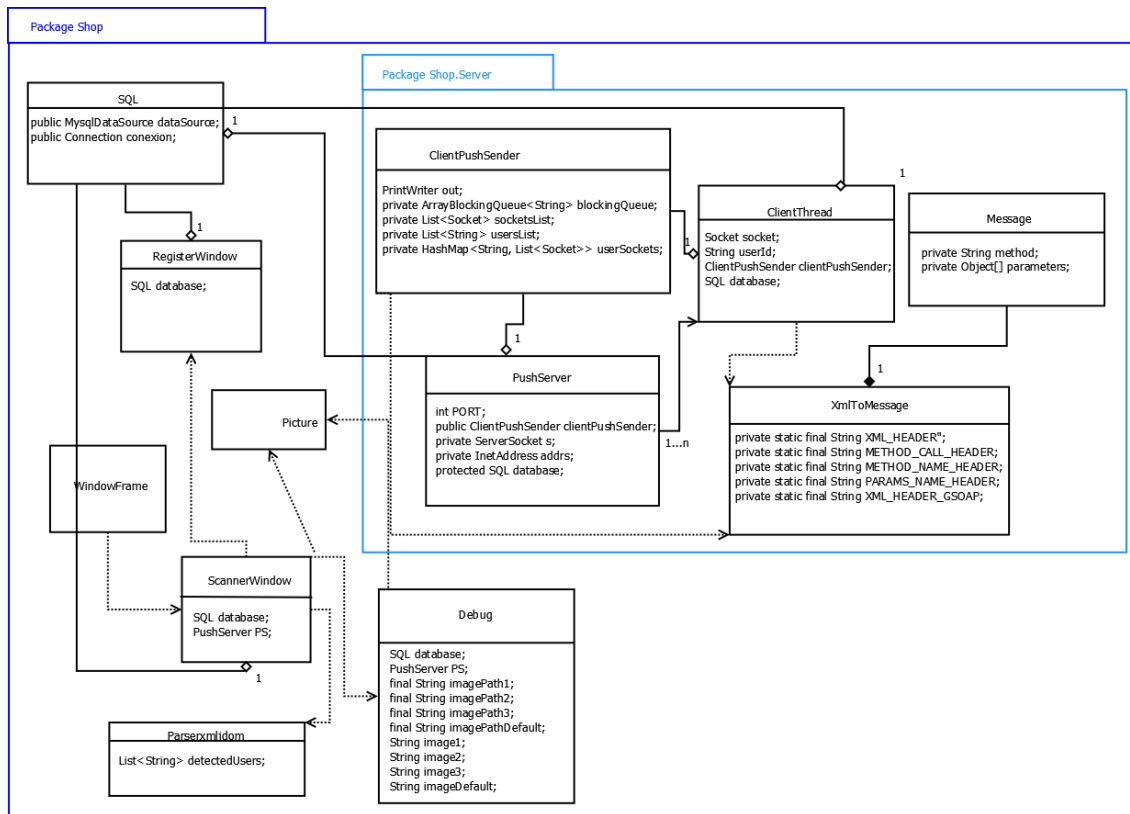 Package Shop
Package Shop.Server
SQL
public MysqlDataSource dataSource;
public Connection conexion;
1
1
ClientPushSender
PrintWriter out;
private ArrayBlockingQueue<String> blockingQueue;
private List<Socket> socketsList;
private List<String> usersList;
private HashMap<String, List<Socket>> userSockets;
1
ClientThread
Socket socket;
String userId;
ClientPushSender clientPushSender;
SQL database;
1
Message
private String method;
private Object[] parameters;
RegisterWindow
SQL database;
1
1
PushServer
int PORT;
public ClientPushSender clientPushSender;
private ServerSocket s;
private InetAddress addrs;
protected SQL database;
1...n
1
XmlToMessage
private static final String XML_HEADER";
private static final String METHOD_CALL_HEADER;
private static final String METHOD_NAME_HEADER;
private static final String PARAMS_NAME_HEADER;
private static final String XML_HEADER_GSOAP;
Picture
WindowFrame
ScannerWindow
SQL database;
PushServer PS;
1
Debug
SQL database;
PushServer PS;
final String imagePath1;
final String imagePath2;
final String imagePath3;
final String imagePathDefault;
String image1;
String image2;
String image3;
String imageDefault;
Parserxmlidom
List<String> detectedUsers;